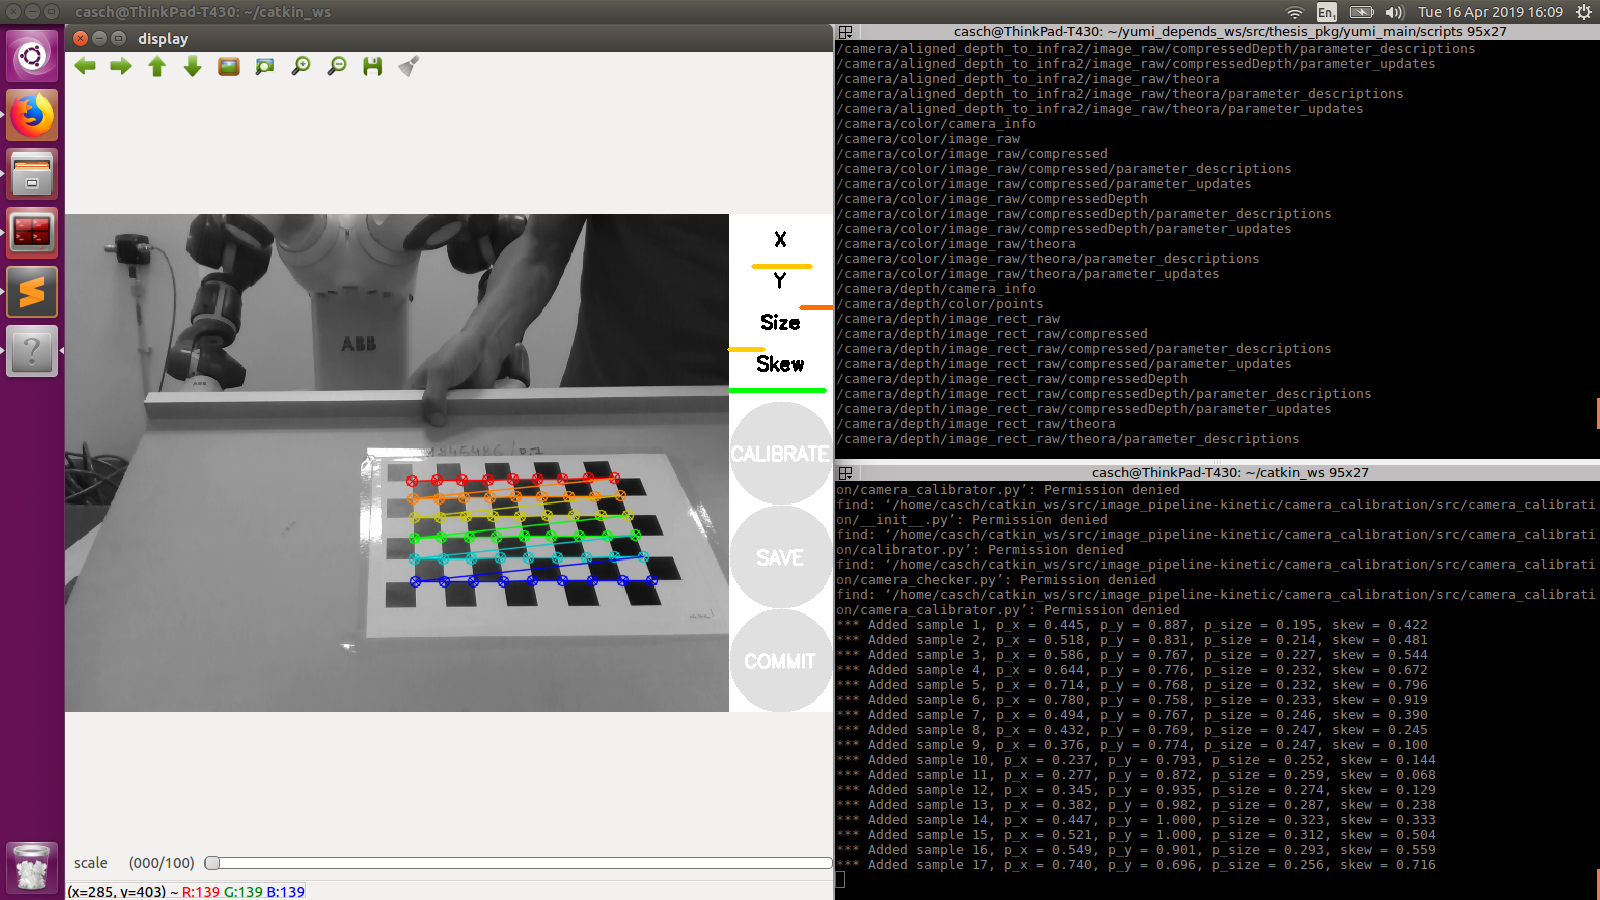 casch@ThinkPad-T430: ~/catkin_ws
En1
Tue 16 Apr 2019 16:09
display
X
Y
Size
Skew
CALIBRATE
SAVE
COMMIT
ABB
ABB
scale (000/100)
(x=285, y=403) ~ R:139 G:139 B:139
casch@ThinkPad-T430: ~/yumi_depends_ws/src/thesis_pkg/yumi_main/scripts 95x27
/camera/aligned_depth_to_infra2/image_raw/compressedDepth/parameter_descriptions
/camera/aligned_depth_to_infra2/image_raw/compressedDepth/parameter_updates
/camera/aligned_depth_to_infra2/image_raw/theora
/camera/aligned_depth_to_infra2/image_raw/theora/parameter_descriptions
/camera/aligned_depth_to_infra2/image_raw/theora/parameter_updates
/camera/color/camera_info
/camera/color/image_raw
/camera/color/image_raw/compressed
/camera/color/image_raw/compressed/parameter_descriptions
/camera/color/image_raw/compressed/parameter_updates
/camera/color/image_raw/compressedDepth
/camera/color/image_raw/compressedDepth/parameter_descriptions
/camera/color/image_raw/compressedDepth/parameter_updates
/camera/color/image_raw/theora
/camera/color/image_raw/theora/parameter_descriptions
/camera/color/image_raw/theora/parameter_updates
/camera/depth/camera_info
/camera/depth/color/points
/camera/depth/image_rect_raw
/camera/depth/image_rect_raw/compressed
/camera/depth/image_rect_raw/compressed/parameter_descriptions
/camera/depth/image_rect_raw/compressed/parameter_updates
/camera/depth/image_rect_raw/compressedDepth
/camera/depth/image_rect_raw/compressedDepth/parameter_descriptions
/camera/depth/image_rect_raw/compressedDepth/parameter_updates
/camera/depth/image_rect_raw/theora
/camera/depth/image_rect_raw/theora/parameter_descriptions
casch@ThinkPad-T430: ~/catkin_ws 95x27
on/camera_calibrator.py’: Permission denied
find: ‘/home/casch/catkin_ws/src/image_pipeline-kinetic/camera_calibration/src/camera_calibrati
on/__init__.py’: Permission denied
find: ‘/home/casch/catkin_ws/src/image_pipeline-kinetic/camera_calibration/src/camera_calibrati
on/calibrator.py’: Permission denied
find: ‘/home/casch/catkin_ws/src/image_pipeline-kinetic/camera_calibration/src/camera_calibrati
on/camera_checker.py’: Permission denied
find: ‘/home/casch/catkin_ws/src/image_pipeline-kinetic/camera_calibration/src/camera_calibrati
on/camera_calibrator.py’: Permission denied
*** Added sample 1, p_x = 0.445, p_y = 0.887, p_size = 0.195, skew = 0.422
*** Added sample 2, p_x = 0.518, p_y = 0.831, p_size = 0.214, skew = 0.481
*** Added sample 3, p_x = 0.586, p_y = 0.767, p_size = 0.227, skew = 0.544
*** Added sample 4, p_x = 0.644, p_y = 0.776, p_size = 0.232, skew = 0.672
*** Added sample 5, p_x = 0.714, p_y = 0.768, p_size = 0.232, skew = 0.796
*** Added sample 6, p_x = 0.780, p_y = 0.758, p_size = 0.233, skew = 0.919
*** Added sample 7, p_x = 0.494, p_y = 0.767, p_size = 0.246, skew = 0.390
*** Added sample 8, p_x = 0.432, p_y = 0.769, p_size = 0.247, skew = 0.245
*** Added sample 9, p_x = 0.376, p_y = 0.774, p_size = 0.247, skew = 0.100
*** Added sample 10, p_x = 0.237, p_y = 0.793, p_size = 0.252, skew = 0.144
*** Added sample 11, p_x = 0.277, p_y = 0.872, p_size = 0.259, skew = 0.068
*** Added sample 12, p_x = 0.345, p_y = 0.935, p_size = 0.274, skew = 0.129
*** Added sample 13, p_x = 0.382, p_y = 0.982, p_size = 0.287, skew = 0.238
*** Added sample 14, p_x = 0.447, p_y = 1.000, p_size = 0.323, skew = 0.333
*** Added sample 15, p_x = 0.521, p_y = 1.000, p_size = 0.312, skew = 0.504
*** Added sample 16, p_x = 0.549, p_y = 0.901, p_size = 0.293, skew = 0.559
*** Added sample 17, p_x = 0.740, p_y = 0.696, p_size = 0.256, skew = 0.716